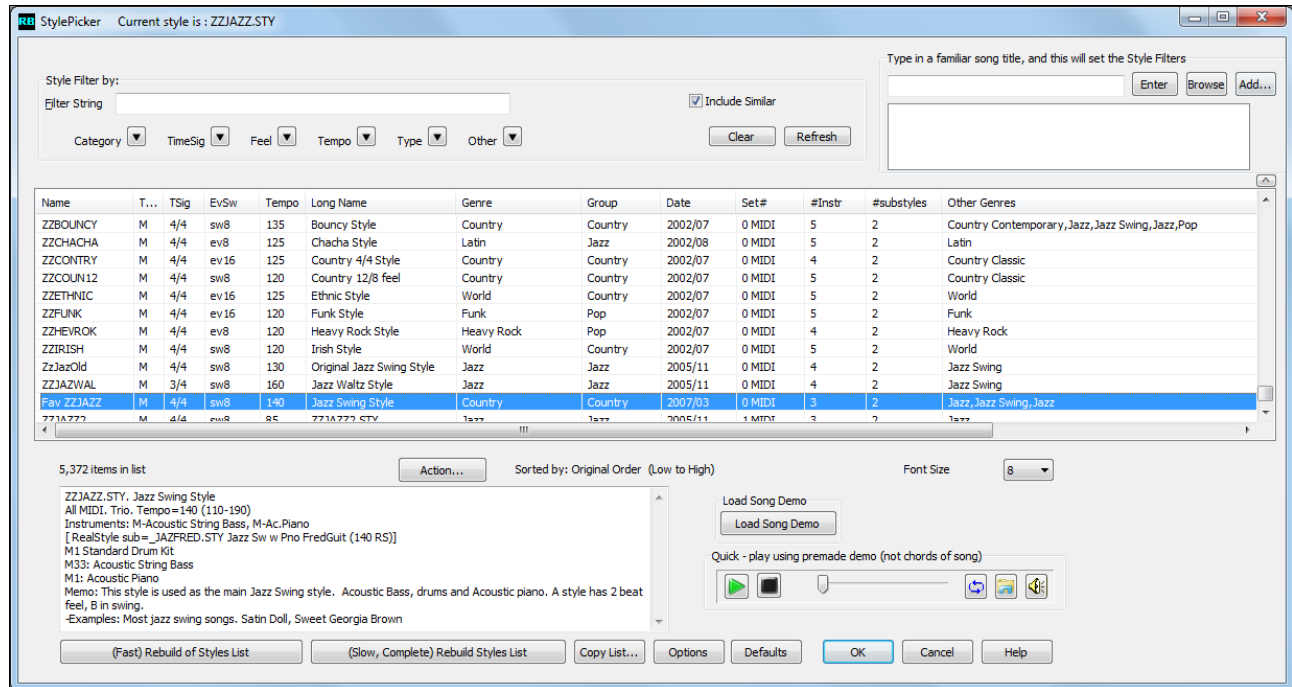 RB StylePicker Current style is : ZZJAZZ.STY
Type in a familiar song title, and this will set the Style Filters
Style Filter by:
Enter Browse Add...
Filter String
Include Similar
Category TimeSig Feel Tempo Type Other Clear Refresh
Name T... TSig EvSw Tempo Long Name Genre Group Date Set# #Instr #substyles Other Genres
ZZBOUNCY M 4/4 sw8 135 Bouncy Style Country Country 2002/07 0 MIDI 5 2 Country Contemporary,Jazz,Jazz Swing,Jazz,Pop
ZZCHACHA M 4/4 ev8 125 Chacha Style Latin Jazz 2002/08 0 MIDI 5 2 Latin
ZZCONTRY M 4/4 ev16 125 Country 4/4 Style Country Country 2002/07 0 MIDI 4 2 Country Classic
ZZCOUN12 M 4/4 sw8 120 Country 12/8 feel Country Country 2002/07 0 MIDI 5 2 Country Classic
ZZETHNIC M 4/4 ev16 125 Ethnic Style World Country 2002/07 0 MIDI 5 2 World
ZZFUNK M 4/4 ev16 120 Funk Style Funk Pop 2002/07 0 MIDI 5 2 Funk
ZZHEVROK M 4/4 ev8 120 Heavy Rock Style Heavy Rock Pop 2002/07 0 MIDI 4 2 Heavy Rock
ZZIRISH M 4/4 sw8 120 Irish Style World Country 2002/07 0 MIDI 5 2 World
ZzJazOld M 4/4 sw8 130 Original Jazz Swing Style Jazz Jazz 2005/11 0 MIDI 4 2 Jazz Swing
ZZJAZWAL M 3/4 sw8 160 Jazz Waltz Style Jazz Jazz 2005/11 0 MIDI 4 2 Jazz Swing
Fav ZZJAZZ M 4/4 sw8 140 Jazz Swing Style Country Country 2007/03 0 MIDI 3 2 Jazz,Jazz Swing,Jazz
ZZJAZZ2 M 4/4 sw8 85 ZZJAZZ2.STY Jazz Jazz 2005/11 1 MIDI 3 2 Jazz
5,372 items in list Action... Sorted by: Original Order (Low to High) Font Size 8
ZZJAZZ.STY. Jazz Swing Style
All MIDI. Trio. Tempo=140 (110-190)
Instruments: M-Acoustic String Bass, M-Ac.Piano
[ RealStyle sub=_JAZFRED.STY Jazz Sw w Pno FredGuit (140 RS)]
M1 Standard Drum Kit
M33: Acoustic String Bass
M1: Acoustic Piano
Memo: This style is used as the main Jazz Swing style. Acoustic Bass, drums and Acoustic piano. A style has 2 beat
feel, B in swing.
-Examples: Most jazz swing songs. Satin Doll, Sweet Georgia Brown
Load Song Demo
Load Song Demo
Quick - play using premade demo (not chords of song)
(Fast) Rebuild of Styles List (Slow, Complete) Rebuild Styles List Copy List... Options Defaults OK Cancel Help